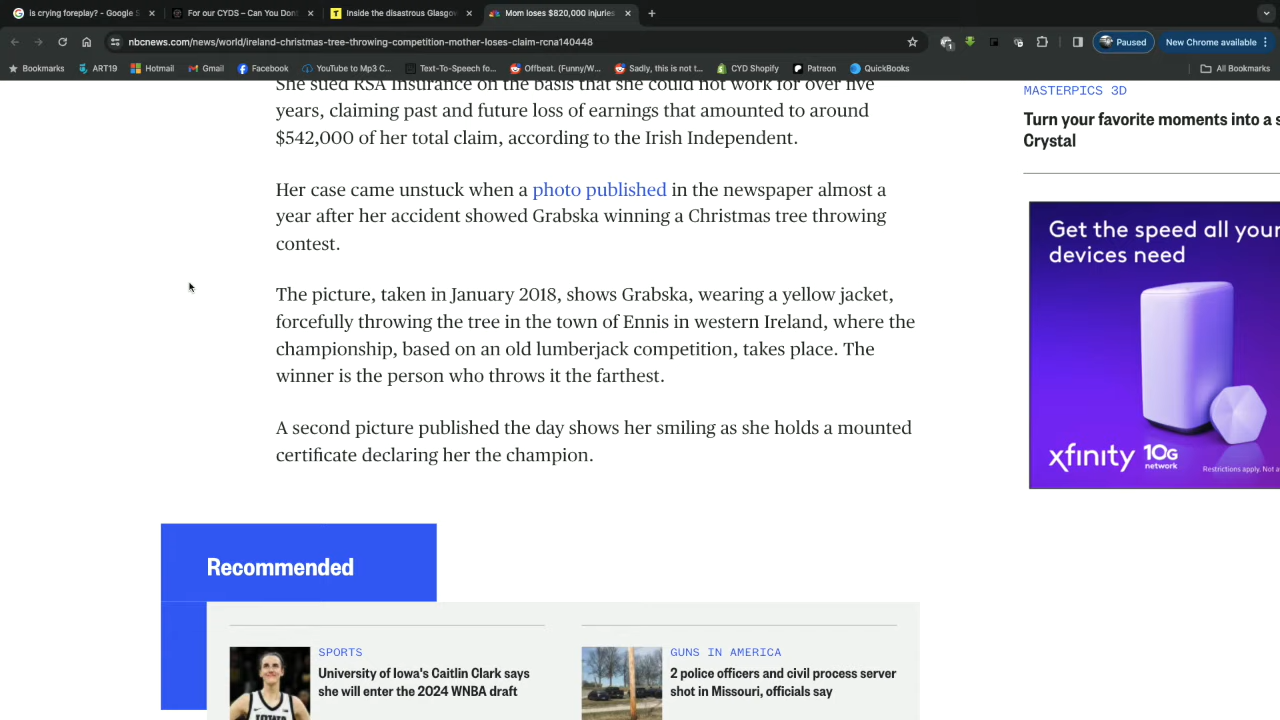 is crying foreplay? - Google S
For our CYDS – Can You Don'
Inside the disastrous Glasgow
Mom loses $820,000 injuries
nbcnews.com/news/world/ireland-christmas-tree-throwing-competition-mother-loses-claim-rcna140448
Paused
New Chrome available
Bookmarks
ART19
Hotmail
Gmail
Facebook
YouTube to Mp3 C...
Text-To-Speech fo...
Offbeat. (Funny/W...
Sadly, this is not t...
CYD Shopify
Patreon
QuickBooks
All Bookmarks
She sued RSA Insurance on the basis that she could not work for over five
years, claiming past and future loss of earnings that amounted to around
$542,000 of her total claim, according to the Irish Independent.
Her case came unstuck when a photo published in the newspaper almost a
year after her accident showed Grabska winning a Christmas tree throwing
contest.
The picture, taken in January 2018, shows Grabska, wearing a yellow jacket,
forcefully throwing the tree in the town of Ennis in western Ireland, where the
championship, based on an old lumberjack competition, takes place. The
winner is the person who throws it the farthest.
A second picture published the day shows her smiling as she holds a mounted
certificate declaring her the champion.
MASTERPICS 3D
Turn your favorite moments into a s
Crystal
Get the speed all your
devices need
xfinity 10G
network
Restrictions apply. Not a
Recommended
SPORTS
University of Iowa's Caitlin Clark says
she will enter the 2024 WNBA draft
IOWA
GUNS IN AMERICA
2 police officers and civil process server
shot in Missouri, officials say